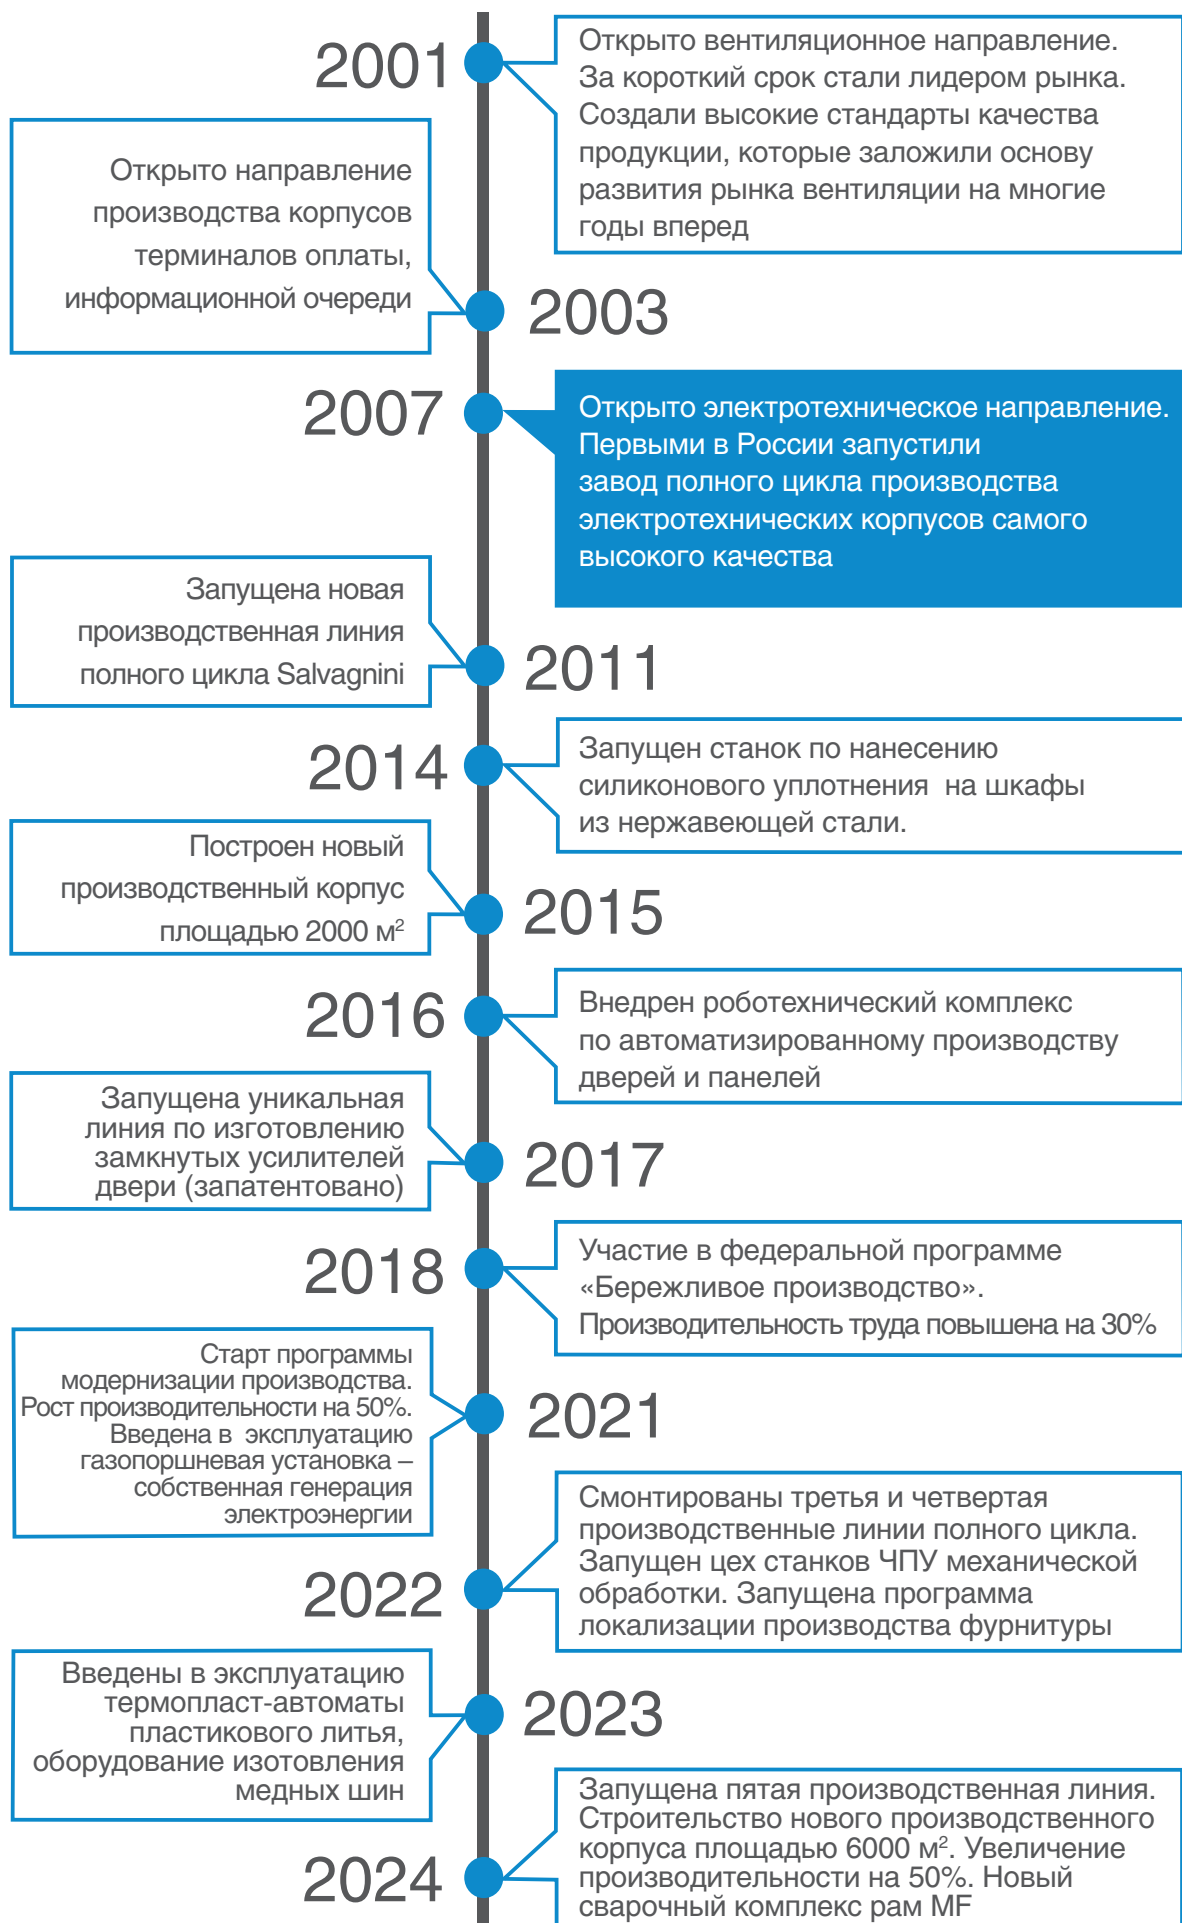 2001
Открыто вентиляционное направление.
За короткий срок стали лидером рынка.
Создали высокие стандарты качества
продукции, которые заложили основу
развития рынка вентиляции на многие
годы вперед
Открыто направление
производства корпусов
терминалов оплаты,
информационной очереди
2003
2007
Открыто электротехническое направление.
Первыми в России запустили
завод полного цикла производства
электротехнических корпусов самого
высокого качества
Запущена новая
производственная линия
полного цикла Salvagnini
2011
2014
Запущен станок по нанесению
силиконового уплотнения на шкафы
из нержавеющей стали.
Построен новый
производственный корпус
площадью 2000 м²
2015
2016
Внедрен роботехнический комплекс
по автоматизированному производству
дверей и панелей
Запущена уникальная
линия по изготовлению
замкнутых усилителей
двери (запатентовано)
2017
2018
Участие в федеральной программе
«Бережливое производство».
Производительность труда повышена на 30%
Старт программы
модернизации производства.
Рост производительности на 50%.
Введена в эксплуатацию
газопоршневая установка –
собственная генерация
электроэнергии
2021
2022
Смонтированы третья и четвертая
производственные линии полного цикла.
Запущен цех станков ЧПУ механической
обработки. Запущена программа
локализации производства фурнитуры
Введены в эксплуатацию
термопласт-автоматы
пластикового литья,
оборудование изотовления
медных шин
2023
2024
Запущена пятая производственная линия.
Строительство нового производственного
корпуса площадью 6000 м². Увеличение
производительности на 50%. Новый
сварочный комплекс рам MF